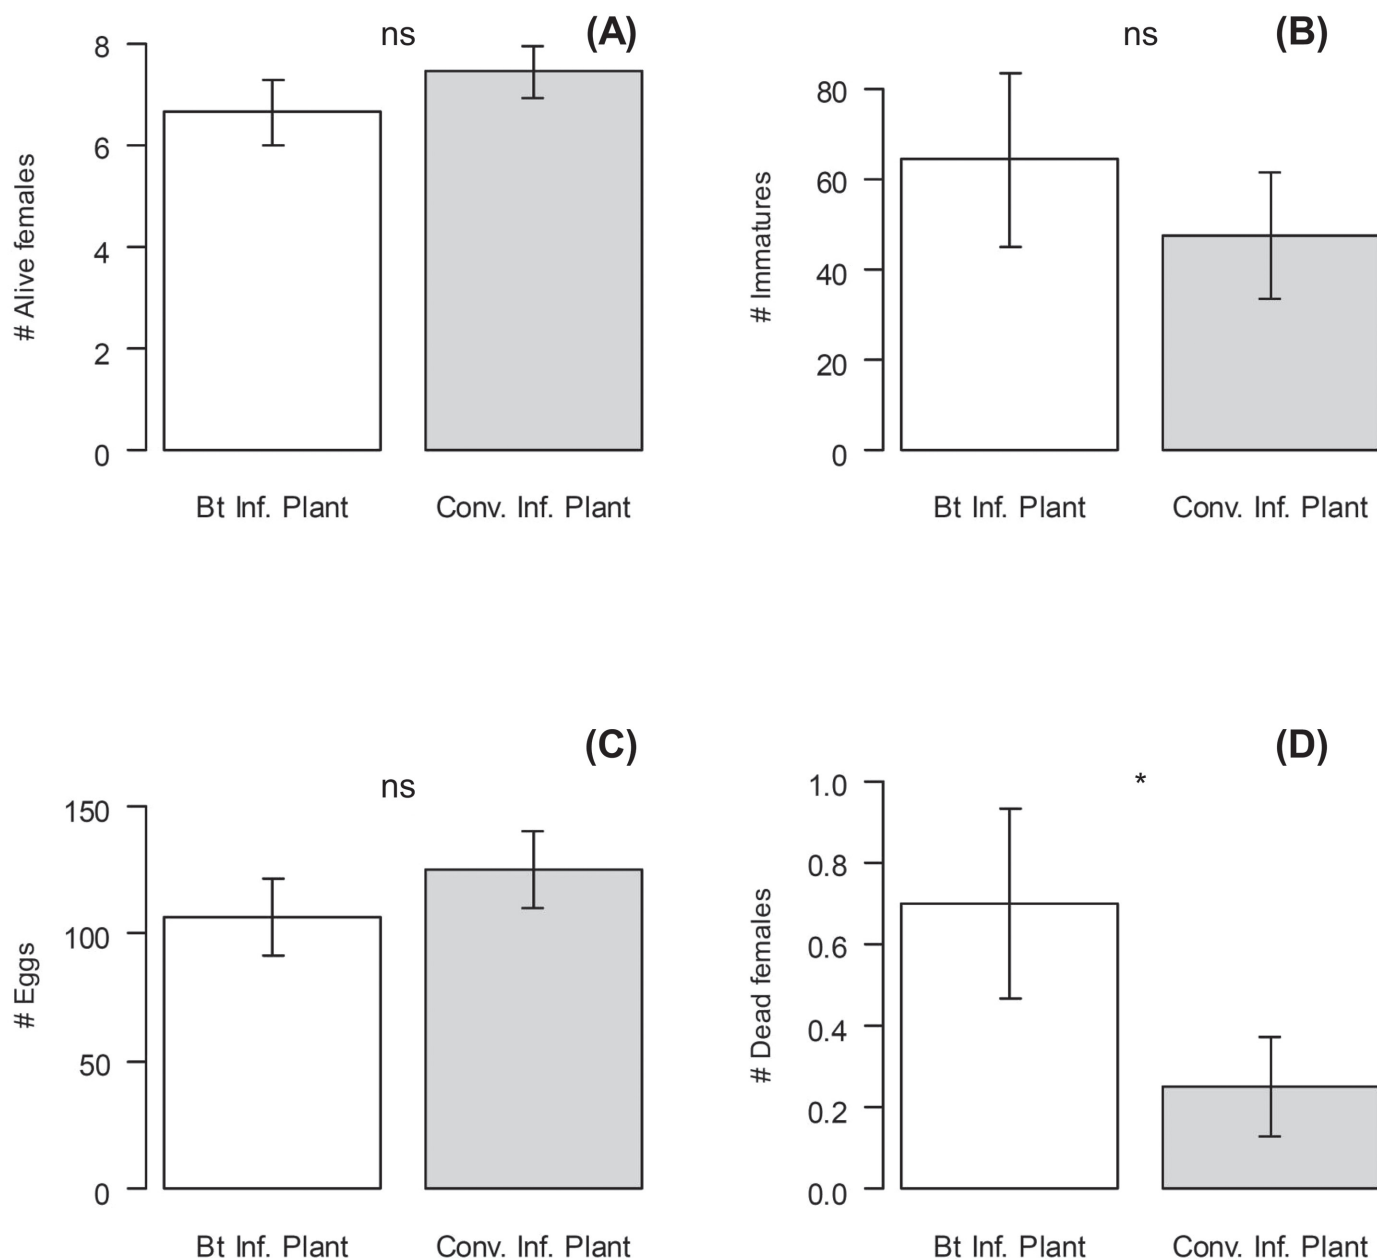 ns
(A)
8
6
4
2
0
# Alive females
Bt Inf. Plant
Conv. Inf. Plant
ns
(B)
80
60
40
20
0
# Immatures
Bt Inf. Plant
Conv. Inf. Plant
(C)
ns
150
100
50
0
# Eggs
Bt Inf. Plant
Conv. Inf. Plant
(D)
*
1.0
0.8
0.6
0.4
0.2
0.0
# Dead females
Bt Inf. Plant
Conv. Inf. Plant